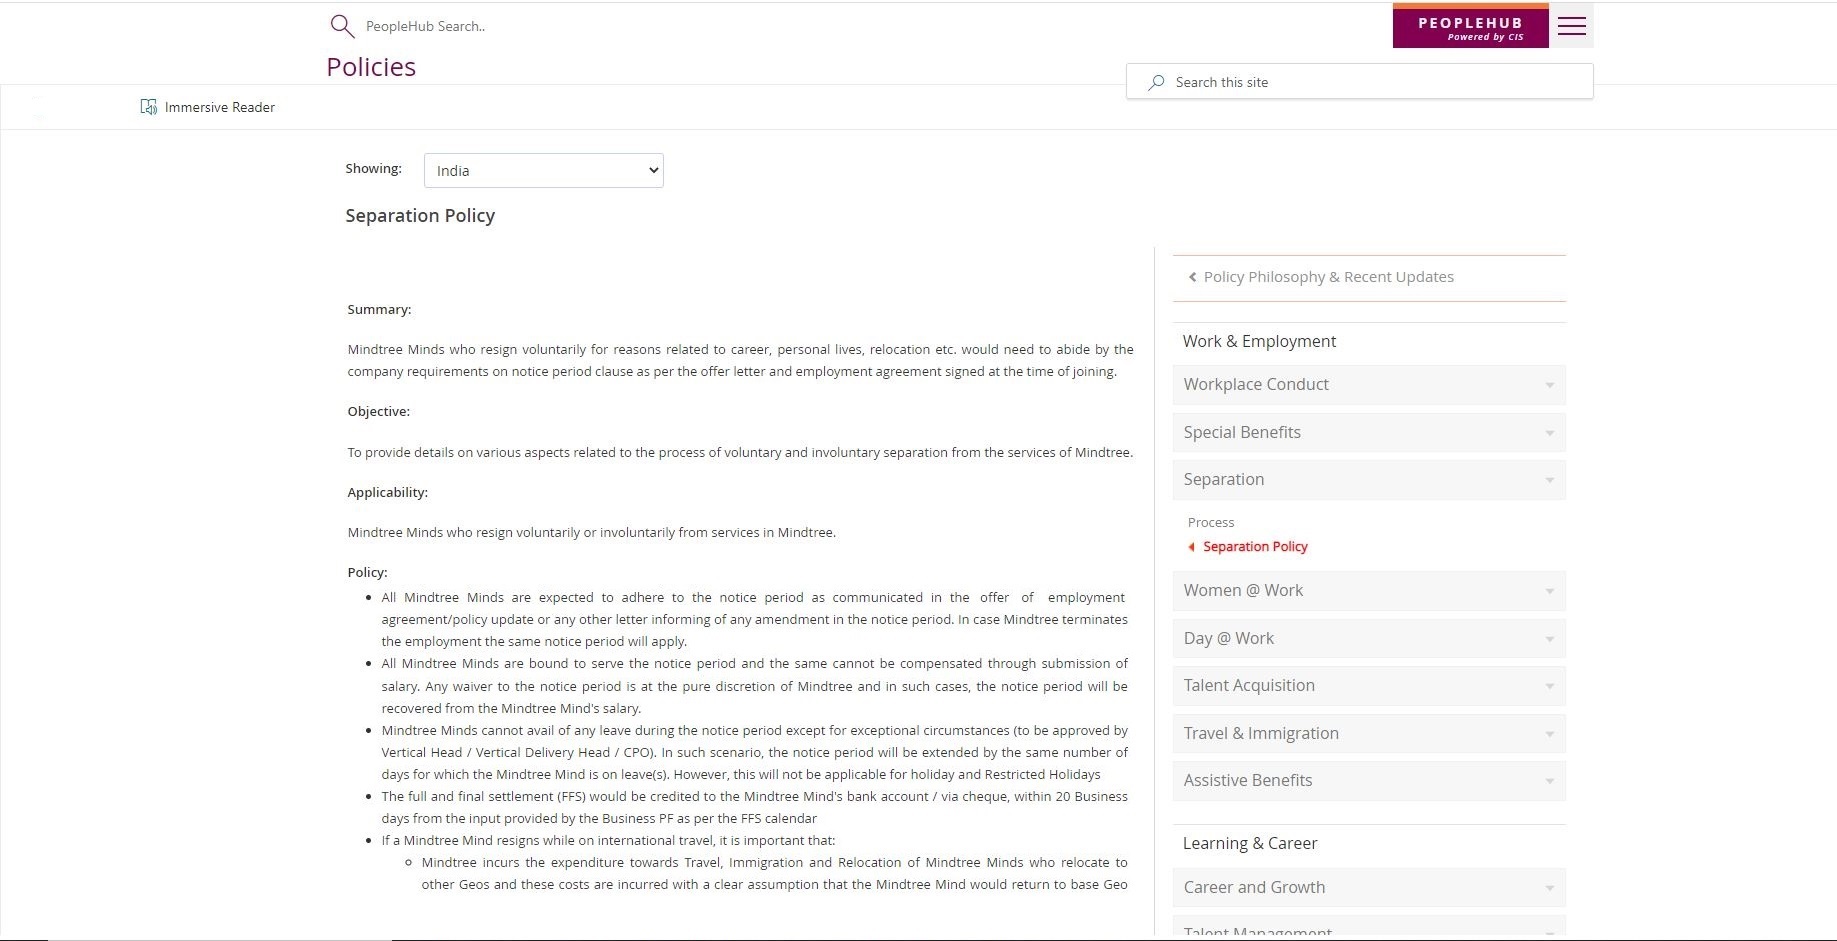 PeopleHub Search..
PEOPLEHUB
Powered by CIS
Policies
Search this site
Immersive Reader
Showing:
India
Separation Policy
Summary:
Mindtree Minds who resign voluntarily for reasons related to career, personal lives, relocation etc. would need to abide by the
company requirements on notice period clause as per the offer letter and employment agreement signed at the time of joining.
Objective:
To provide details on various aspects related to the process of voluntary and involuntary separation from the services of Mindtree.
Applicability:
Mindtree Minds who resign voluntarily or involuntarily from services in Mindtree.
Policy:
• All Mindtree Minds are expected to adhere to the notice period as communicated in the offer of employment
agreement/policy update or any other letter informing of any amendment in the notice period. In case Mindtree terminates
the employment the same notice period will apply.
• All Mindtree Minds are bound to serve the notice period and the same cannot be compensated through submission of
salary. Any waiver to the notice period is at the pure discretion of Mindtree and in such cases, the notice period will be
recovered from the Mindtree Mind's salary.
• Mindtree Minds cannot avail of any leave during the notice period except for exceptional circumstances (to be approved by
Vertical Head / Vertical Delivery Head / CPO). In such scenario, the notice period will be extended by the same number of
days for which the Mindtree Mind is on leave(s). However, this will not be applicable for holiday and Restricted Holidays
• The full and final settlement (FFS) would be credited to the Mindtree Mind's bank account / via cheque, within 20 Business
days from the input provided by the Business PF as per the FFS calendar
• If a Mindtree Mind resigns while on international travel, it is important that:
○ Mindtree incurs the expenditure towards Travel, Immigration and Relocation of Mindtree Minds who relocate to
other Geos and these costs are incurred with a clear assumption that the Mindtree Mind would return to base Geo
Policy Philosophy & Recent Updates
Work & Employment
Workplace Conduct
Special Benefits
Separation
Process
Separation Policy
Women @ Work
Day @ Work
Talent Acquisition
Travel & Immigration
Assistive Benefits
Learning & Career
Career and Growth
Talent Management